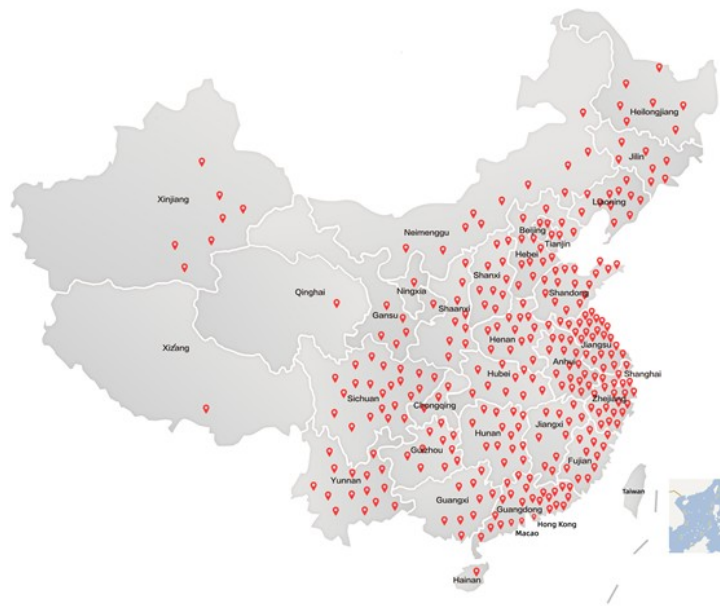 Heilongjiang
Jilin
Liaoning
Xinjiang
Neimenggu
Beijing
Tianjin
Hebei
Shanxi
Qinghai
Ningxia
Shandong
Gansu
Shaanxi
Xizang
Henan
Jiangsu
Anhui
Shanghai
Hubei
Sichuan
Chongqing
Zhejiang
Hunan
Jiangxi
Guizhou
Fujian
Yunnan
Taiwan
Guangxi
Guangdong
Hong Kong
Macao
Hainan